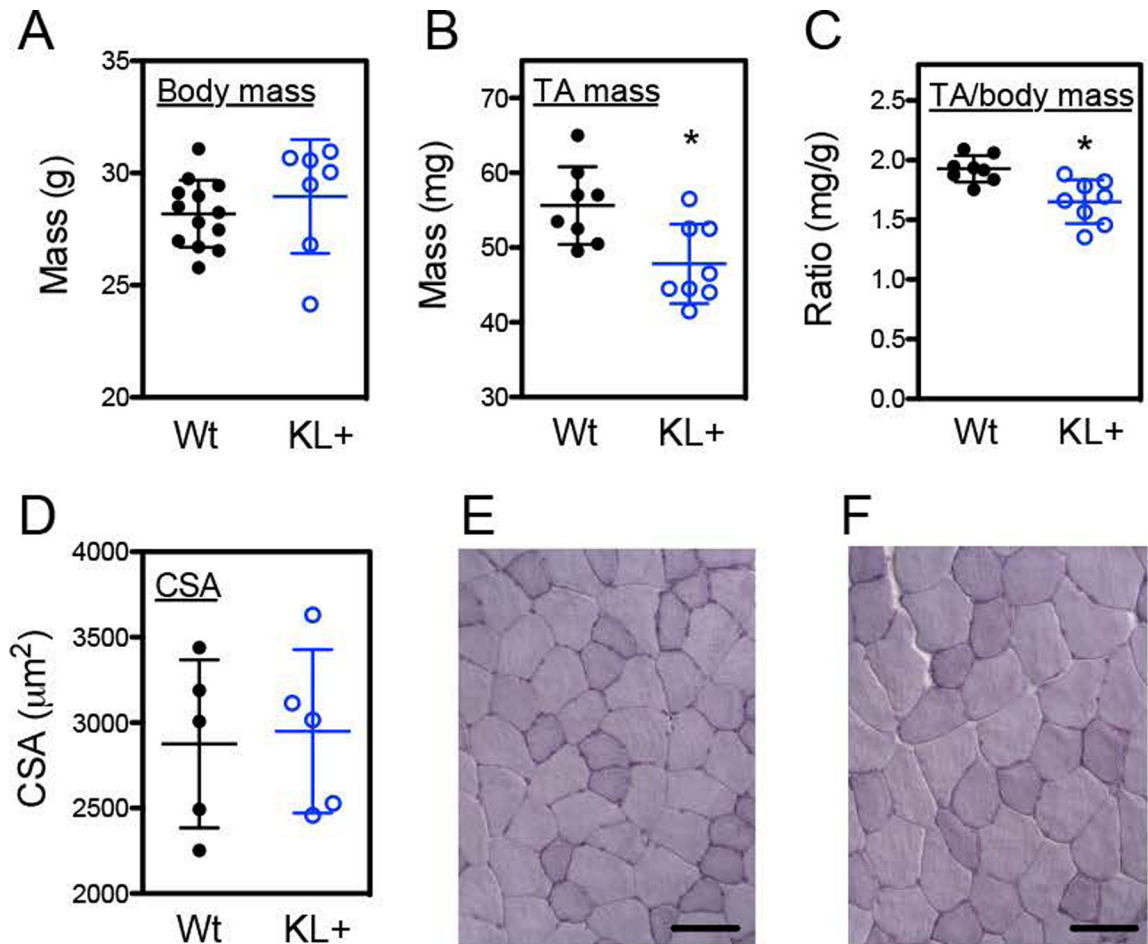 A
B
C
35
30
25
20
Mass (g)
Body mass
Wt
KL+
70
60
50
40
30
Mass (mg)
TA mass
*
Wt
KL+
2.5
2.0
1.5
1.0
0.5
0.0
Ratio (mg/g)
TA/body mass
*
Wt
KL+
D
E
F
4000
3500
3000
2500
2000
CSA (μm²)
CSA
Wt
KL+